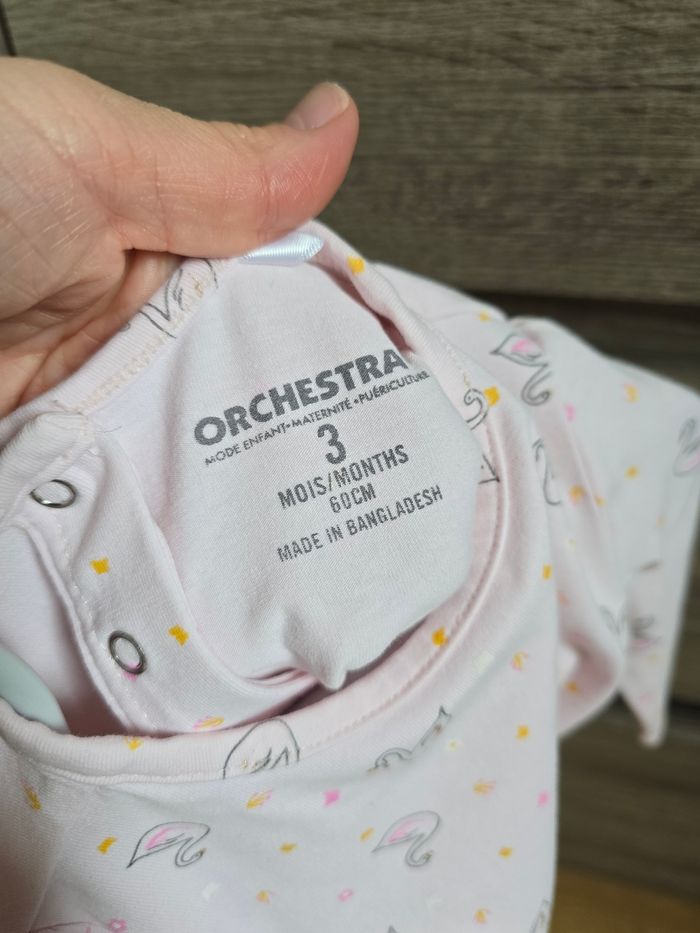 ORCHESTRA
MODE ENFANT•MATERNITÉ•PUÉRICULTURE
3
MOIS/MONTHS
60CM
MADE IN BANGLADESH